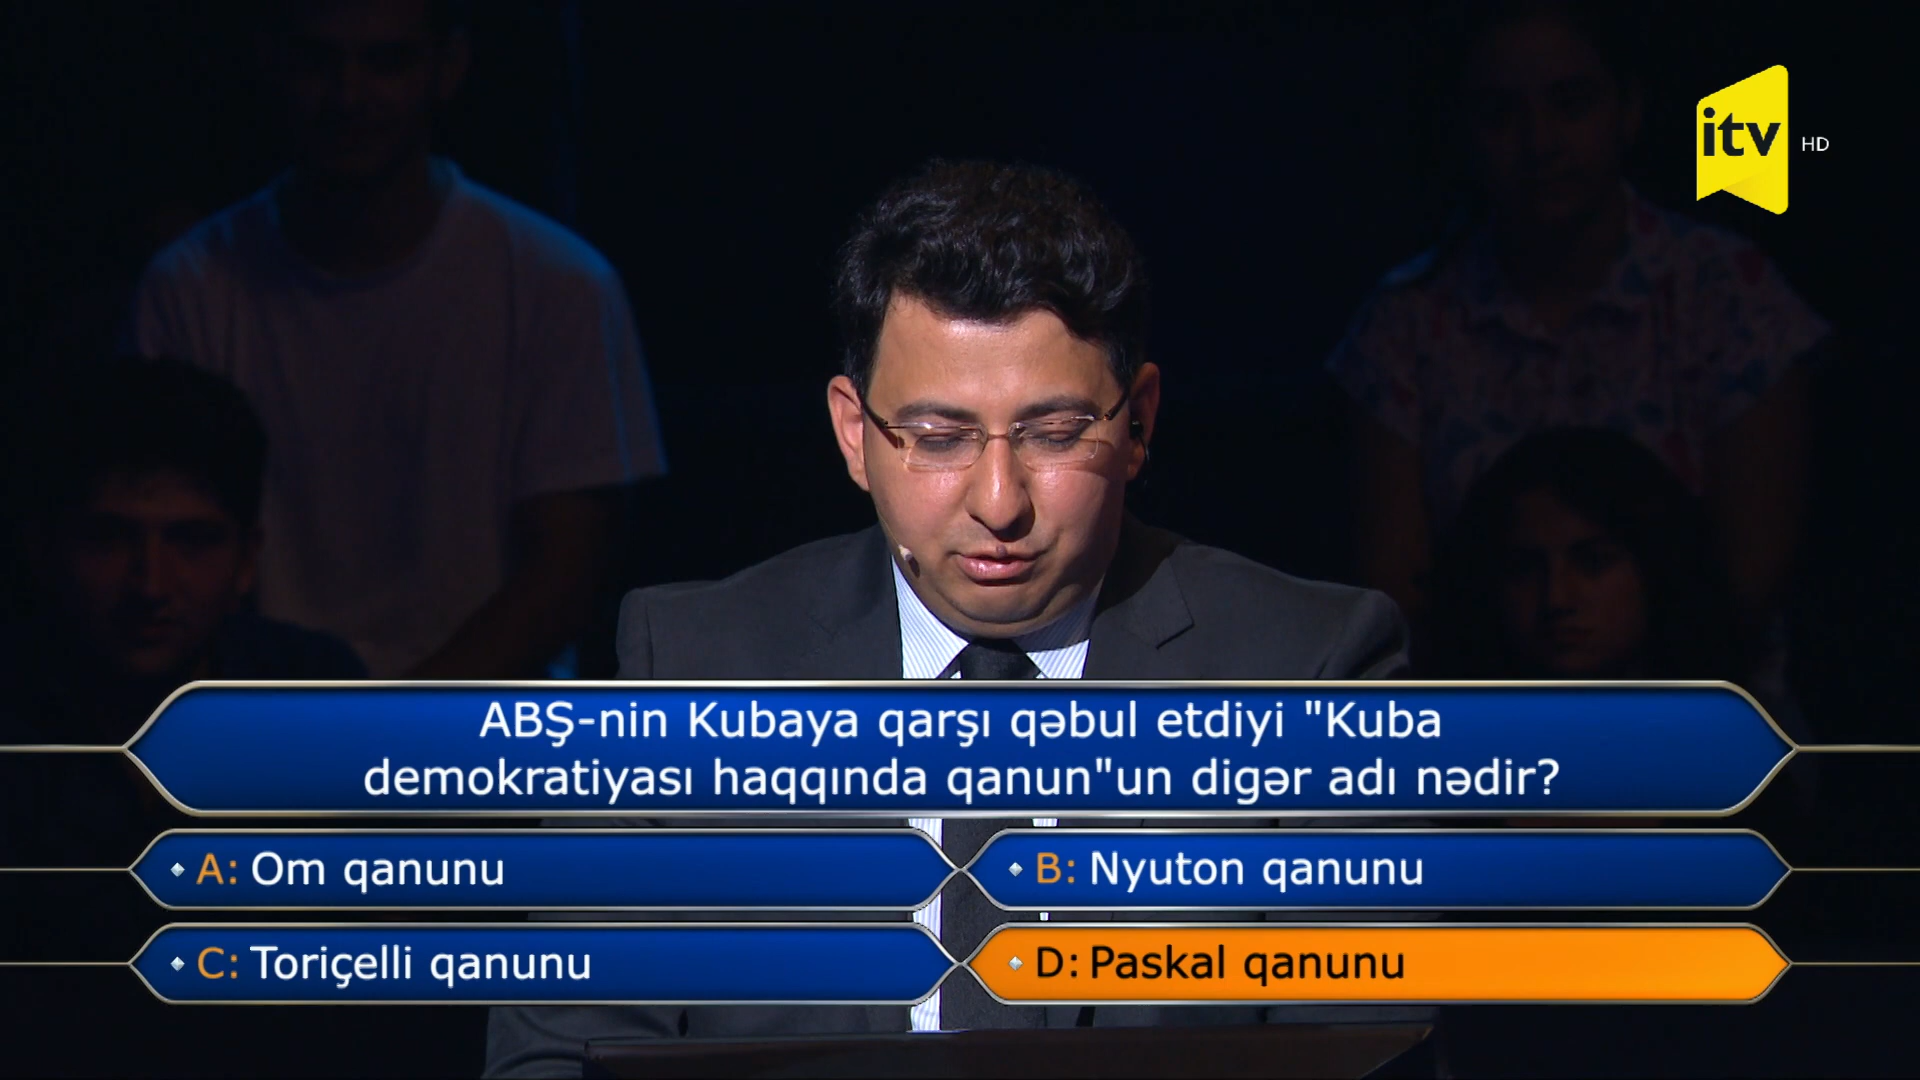 itv HD
ABŞ-nin Kubaya qarşı qəbul etdiyi "Kuba
demokratiyası haqqında qanun"un digər adı nədir?
A: Om qanunu
B: Nyuton qanunu
C: Toriçelli qanunu
D: Paskal qanunu